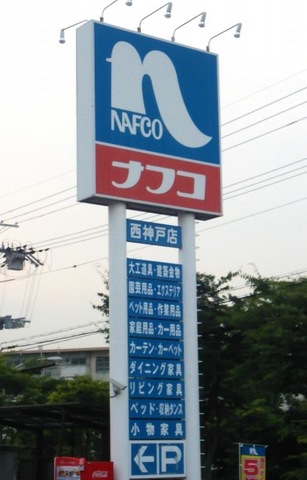 NAFCO
ナフコ
西神戸店
大工道具・建築金物
園芸用品・エクステリア
ペット用品・作業用品
家庭用品・カー用品
カーテン・カーペット
ダイニング家具
リビング家具
ベッド・収納タンス
小物家具
←P
5